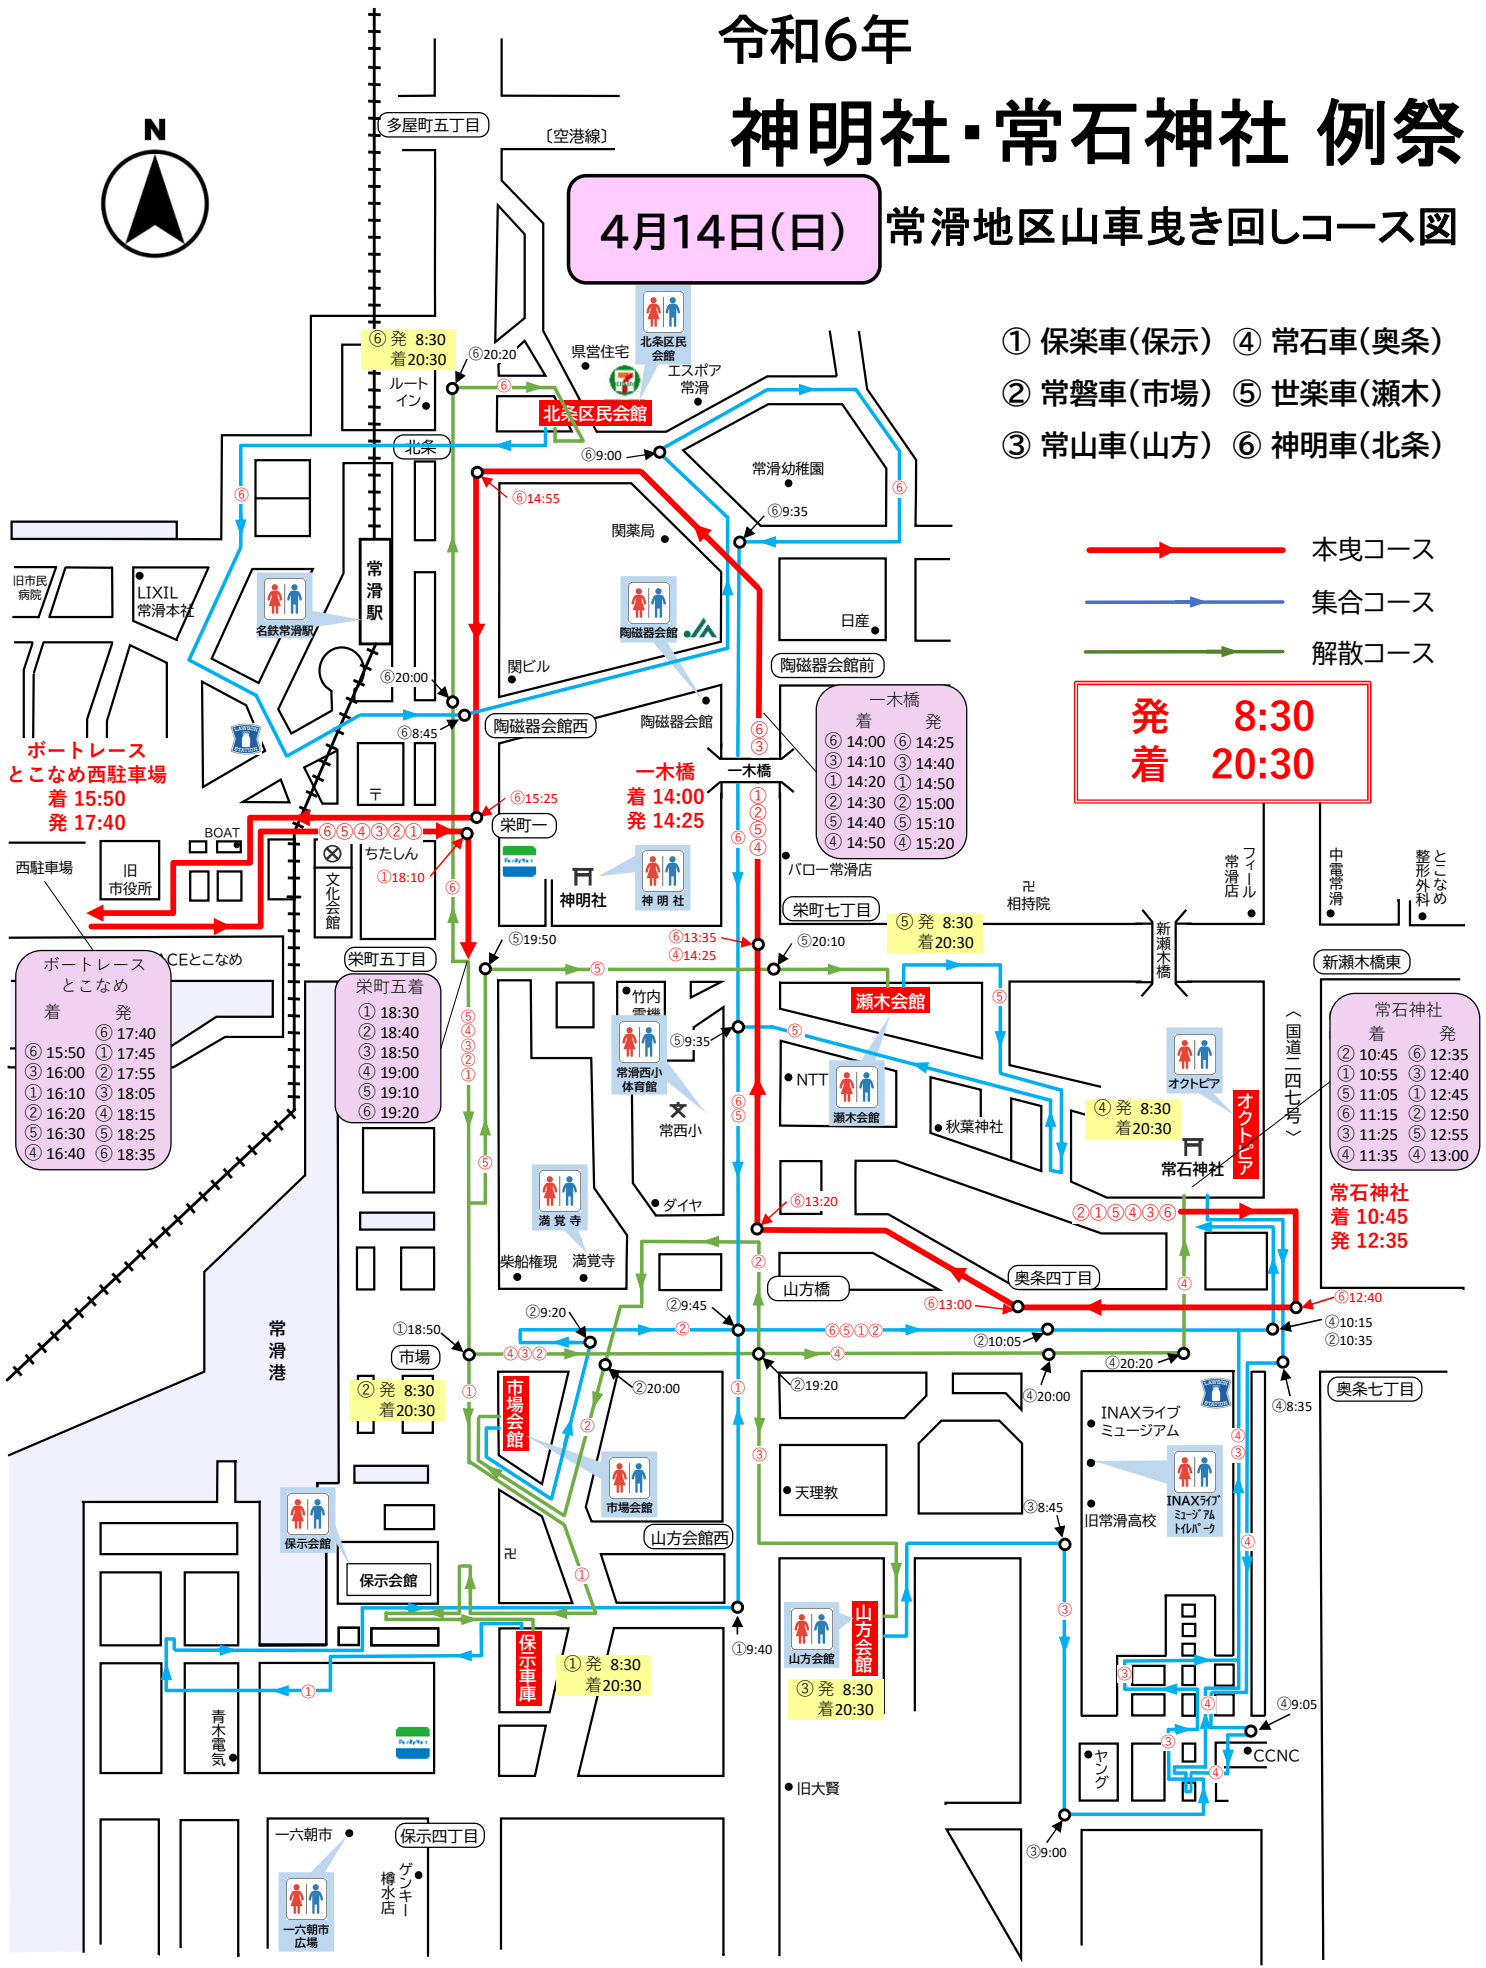 令和6年
神明社・常石神社 例祭
4月14日(日)
常滑地区山車曳き回しコース図
① 保楽車(保示)
④ 常石車(奥条)
② 常磐車(市場)
⑤ 世楽車(瀬木)
③ 常山車(山方)
⑥ 神明車(北条)
本曳コース
集合コース
解散コース
発 8:30
着 20:30
N
多屋町五丁目
〔空港線〕
⑥ 発 8:30
着20:30
⑥20:20
ルート
イン
県営住宅
北条区民
会館
エスポア
常滑
北条区民会館
北条
⑥9:00
⑥14:55
常滑幼稚園
⑥9:35
関薬局
旧市民
病院
LIXIL
常滑本社
名鉄常滑駅
常滑駅
陶磁器会館
日産
陶磁器会館前
関ビル
⑥20:00
⑥8:45
陶磁器会館西
陶磁器会館
LAWSON
STATION
ボートレース
とこなめ西駐車場
着 15:50
発 17:40
〒
一木橋
着 14:00
発 14:25
一木橋
一木橋
着 発
⑥ 14:00 ⑥ 14:25
③ 14:10 ③ 14:40
① 14:20 ① 14:50
② 14:30 ② 15:00
⑤ 14:40 ⑤ 15:10
④ 14:50 ④ 15:20
⑥15:25
栄町一
⑥⑤④③②①
BOAT
西駐車場
旧
市役所
文化会館
ちたしん
①18:10
FamilyMart
神明社
神 明 社
バロー常滑店
栄町七丁目
卍
相持院
フィール
常滑店
中電常滑
とこなめ
整形外科
新瀬木橋
新瀬木橋東
⑤ 発 8:30
着20:30
⑥13:35
④14:25
⑤20:10
⑤19:50
栄町五丁目
ACEとこなめ
ボートレース
とこなめ
着 発
⑥ 17:40
⑥ 15:50 ① 17:45
③ 16:00 ② 17:55
① 16:10 ③ 18:05
② 16:20 ④ 18:15
⑤ 16:30 ⑤ 18:25
④ 16:40 ⑥ 18:35
栄町五着
① 18:30
② 18:40
③ 18:50
④ 19:00
⑤ 19:10
⑥ 19:20
竹内
電機
⑤9:35
常滑西小
体育館
常西小
瀬木会館
NTT
瀬木会館
秋葉神社
オクトピア
オクトピア
④ 発 8:30
着20:30
常石神社
〈国道二四七号〉
常石神社
着 発
② 10:45 ⑥ 12:35
① 10:55 ③ 12:40
⑤ 11:05 ① 12:45
⑥ 11:15 ② 12:50
③ 11:25 ⑤ 12:55
④ 11:35 ④ 13:00
常石神社
着 10:45
発 12:35
②①⑤④③⑥
ダイヤ
⑥13:20
満 覚 寺
柴船権現
満覚寺
山方橋
奥条四丁目
⑥13:00
⑥12:40
②9:20
②9:45
⑥⑤①②
②10:05
④10:15
②10:35
常滑港
①18:50
市場
④③②
②20:00
②19:20
④20:00
④20:20
④8:35
奥条七丁目
② 発 8:30
着20:30
市場会館
市場会館
INAXライブ
ミュージアム
LAWSON
STATION
INAXライブ
ミュージアム
トイレパーク
旧常滑高校
天理教
③8:45
山方会館西
保示会館
保示会館
卍
①9:40
山方会館
山方会館
③ 発 8:30
着20:30
保示車庫
① 発 8:30
着20:30
青木電気
FamilyMart
旧大賢
ヤング
④9:05
CCNC
③9:00
一六朝市
保示四丁目
ゲンキー
樽水店
一六朝市
広場